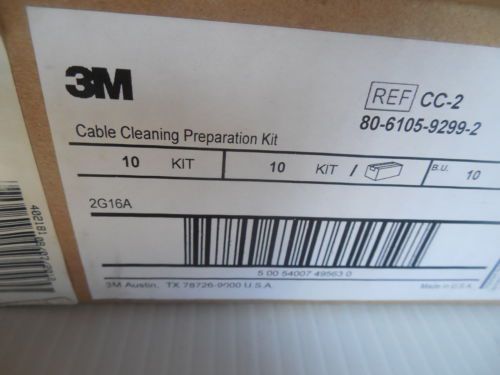 3M
REF CC-2
80-6105-9299-2
Cable Cleaning Preparation Kit
10 KIT 10 KIT / B.U. 10
2G16A
5 00 54007 49563 0
3M Austin, TX 78726-9000 U.S.A.
Made in U.S.A.